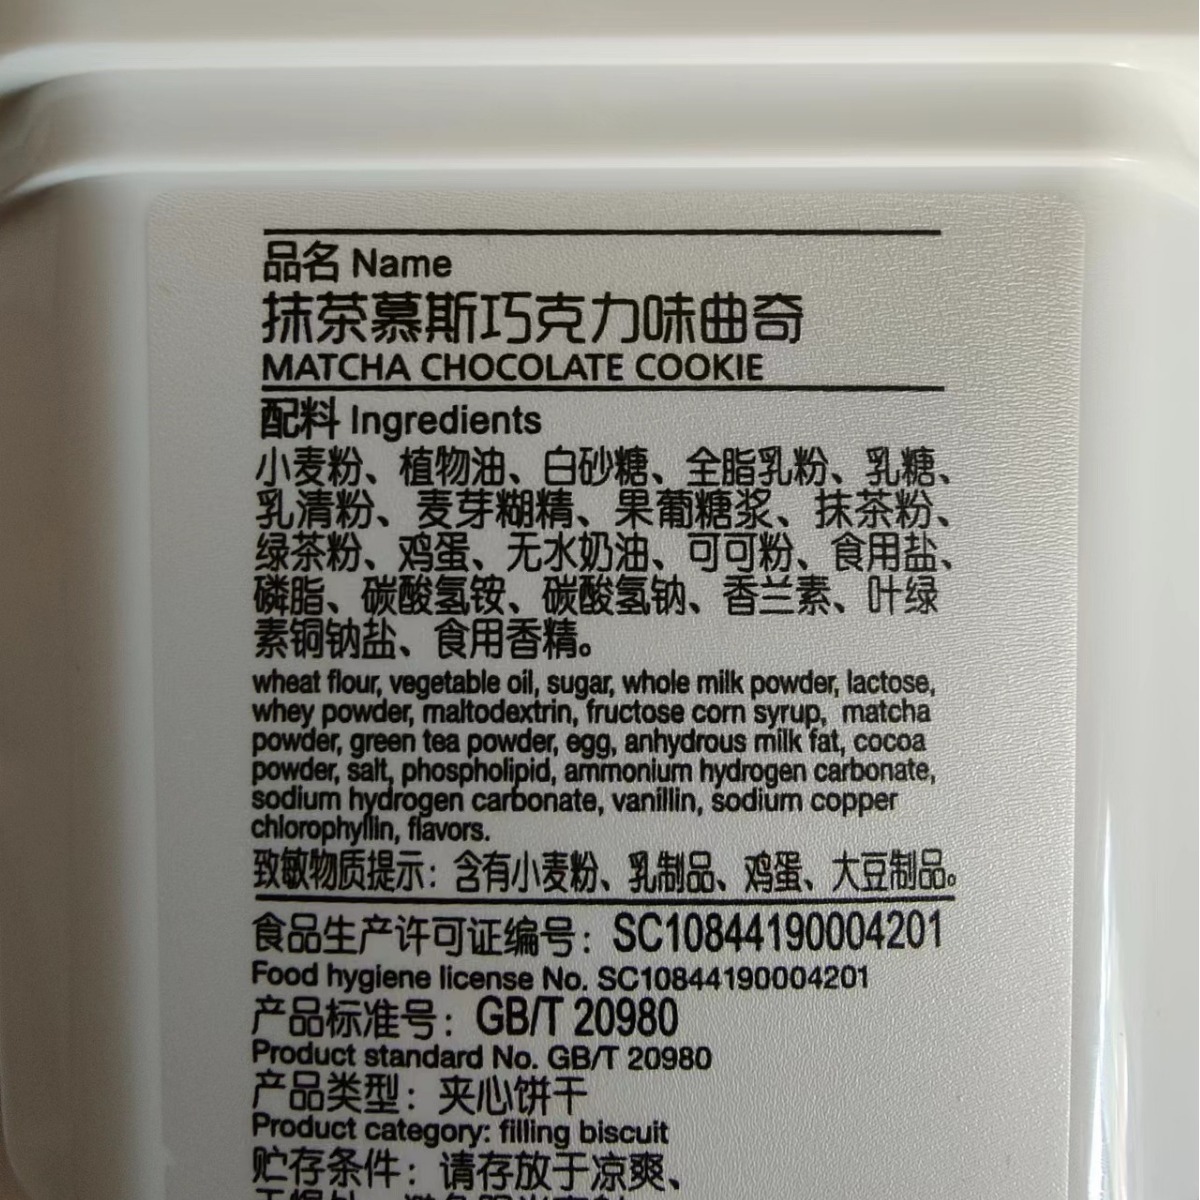 品名 Name
抹茶慕斯巧克力味曲奇
MATCHA CHOCOLATE COOKIE
配料 Ingredients
小麦粉、植物油、白砂糖、全脂乳粉、乳糖、
乳清粉、麦芽糊精、果葡糖浆、抹茶粉、
绿茶粉、鸡蛋、无水奶油、可可粉、食用盐、
磷脂、碳酸氢铵、碳酸氢钠、香兰素、叶绿
素铜钠盐、食用香精。
wheat flour, vegetable oil, sugar, whole milk powder, lactose,
whey powder, maltodextrin, fructose corn syrup, matcha
powder, green tea powder, egg, anhydrous milk fat, cocoa
powder, salt, phospholipid, ammonium hydrogen carbonate,
sodium hydrogen carbonate, vanillin, sodium copper
chlorophyllin, flavors.
致敏物质提示：含有小麦粉、乳制品、鸡蛋、大豆制品。
食品生产许可证编号：SC10844190004201
Food hygiene license No. SC10844190004201
产品标准号：GB/T 20980
Product standard No. GB/T 20980
产品类型：夹心饼干
Product category: filling biscuit
贮存条件：请存放于凉爽、